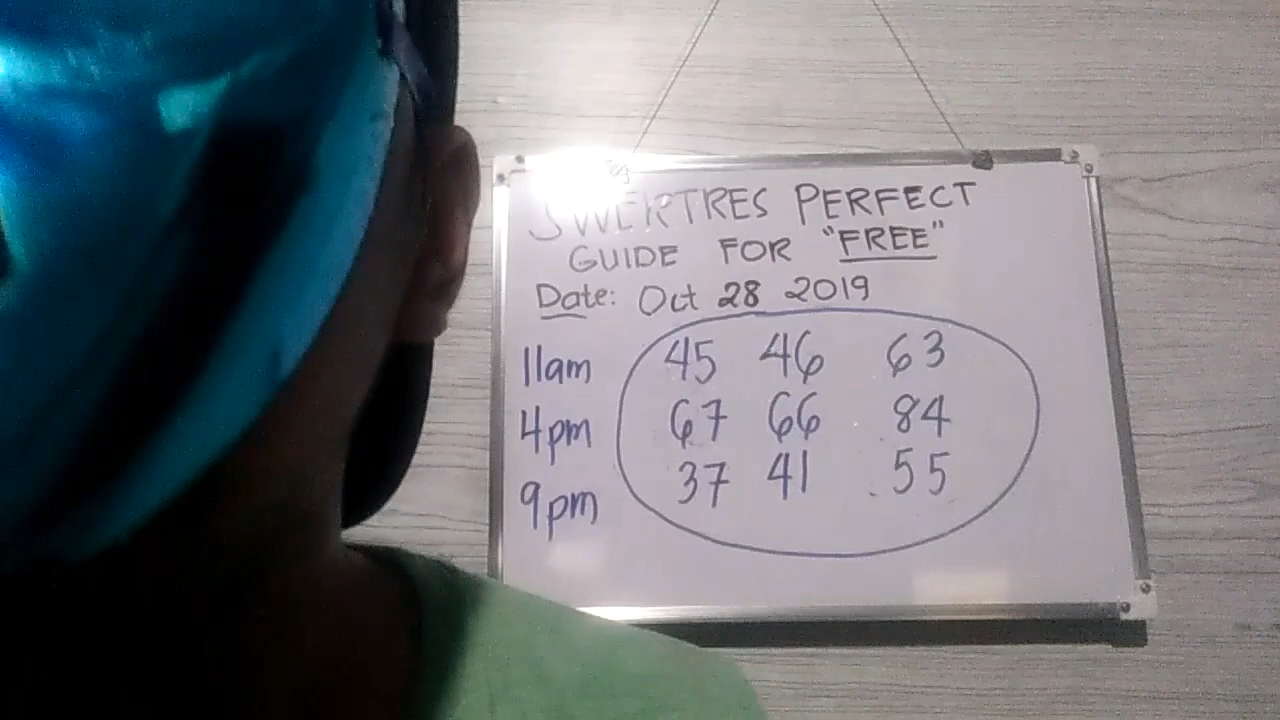 SWERTRES PERFECT
GUIDE FOR "FREE"
Date: Oct 28 2019
11am 45 46 63
4pm 67 66 84
9pm 37 41 55